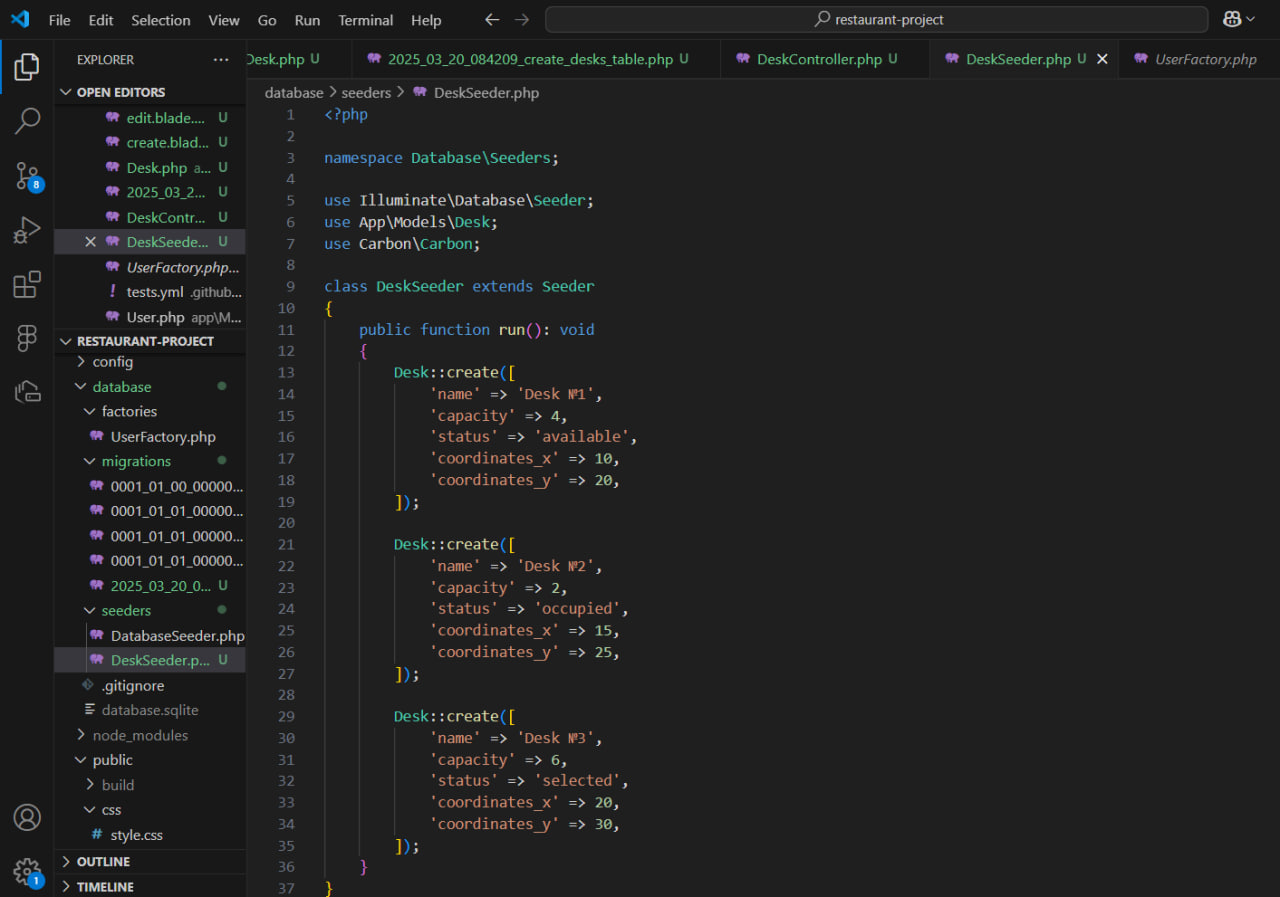 File Edit Selection View Go Run Terminal Help restaurant-project
EXPLORER
Desk.php U 2025_03_20_084209_create_desks_table.php U DeskController.php U DeskSeeder.php U UserFactory.php
OPEN EDITORS
edit.blade.... U
create.blad... U
Desk.php a... U
2025_03_2... U
DeskContr... U
DeskSeede... U
UserFactory.php...
tests.yml .github...
User.php app\M...
RESTAURANT-PROJECT
config
database
factories
UserFactory.php
migrations
0001_01_00_00000...
0001_01_01_00000...
0001_01_01_00000...
0001_01_01_00000...
2025_03_20_0... U
seeders
DatabaseSeeder.php
DeskSeeder.p... U
.gitignore
database.sqlite
node_modules
public
build
css
style.css
OUTLINE
TIMELINE
8
1
database > seeders > DeskSeeder.php
1 <?php
2
3 namespace Database\Seeders;
4
5 use Illuminate\Database\Seeder;
6 use App\Models\Desk;
7 use Carbon\Carbon;
8
9 class DeskSeeder extends Seeder
10 {
11 public function run(): void
12 {
13 Desk::create([
14 'name' => 'Desk №1',
15 'capacity' => 4,
16 'status' => 'available',
17 'coordinates_x' => 10,
18 'coordinates_y' => 20,
19 ]);
20
21 Desk::create([
22 'name' => 'Desk №2',
23 'capacity' => 2,
24 'status' => 'occupied',
25 'coordinates_x' => 15,
26 'coordinates_y' => 25,
27 ]);
28
29 Desk::create([
30 'name' => 'Desk №3',
31 'capacity' => 6,
32 'status' => 'selected',
33 'coordinates_x' => 20,
34 'coordinates_y' => 30,
35 ]);
36 }
37 }